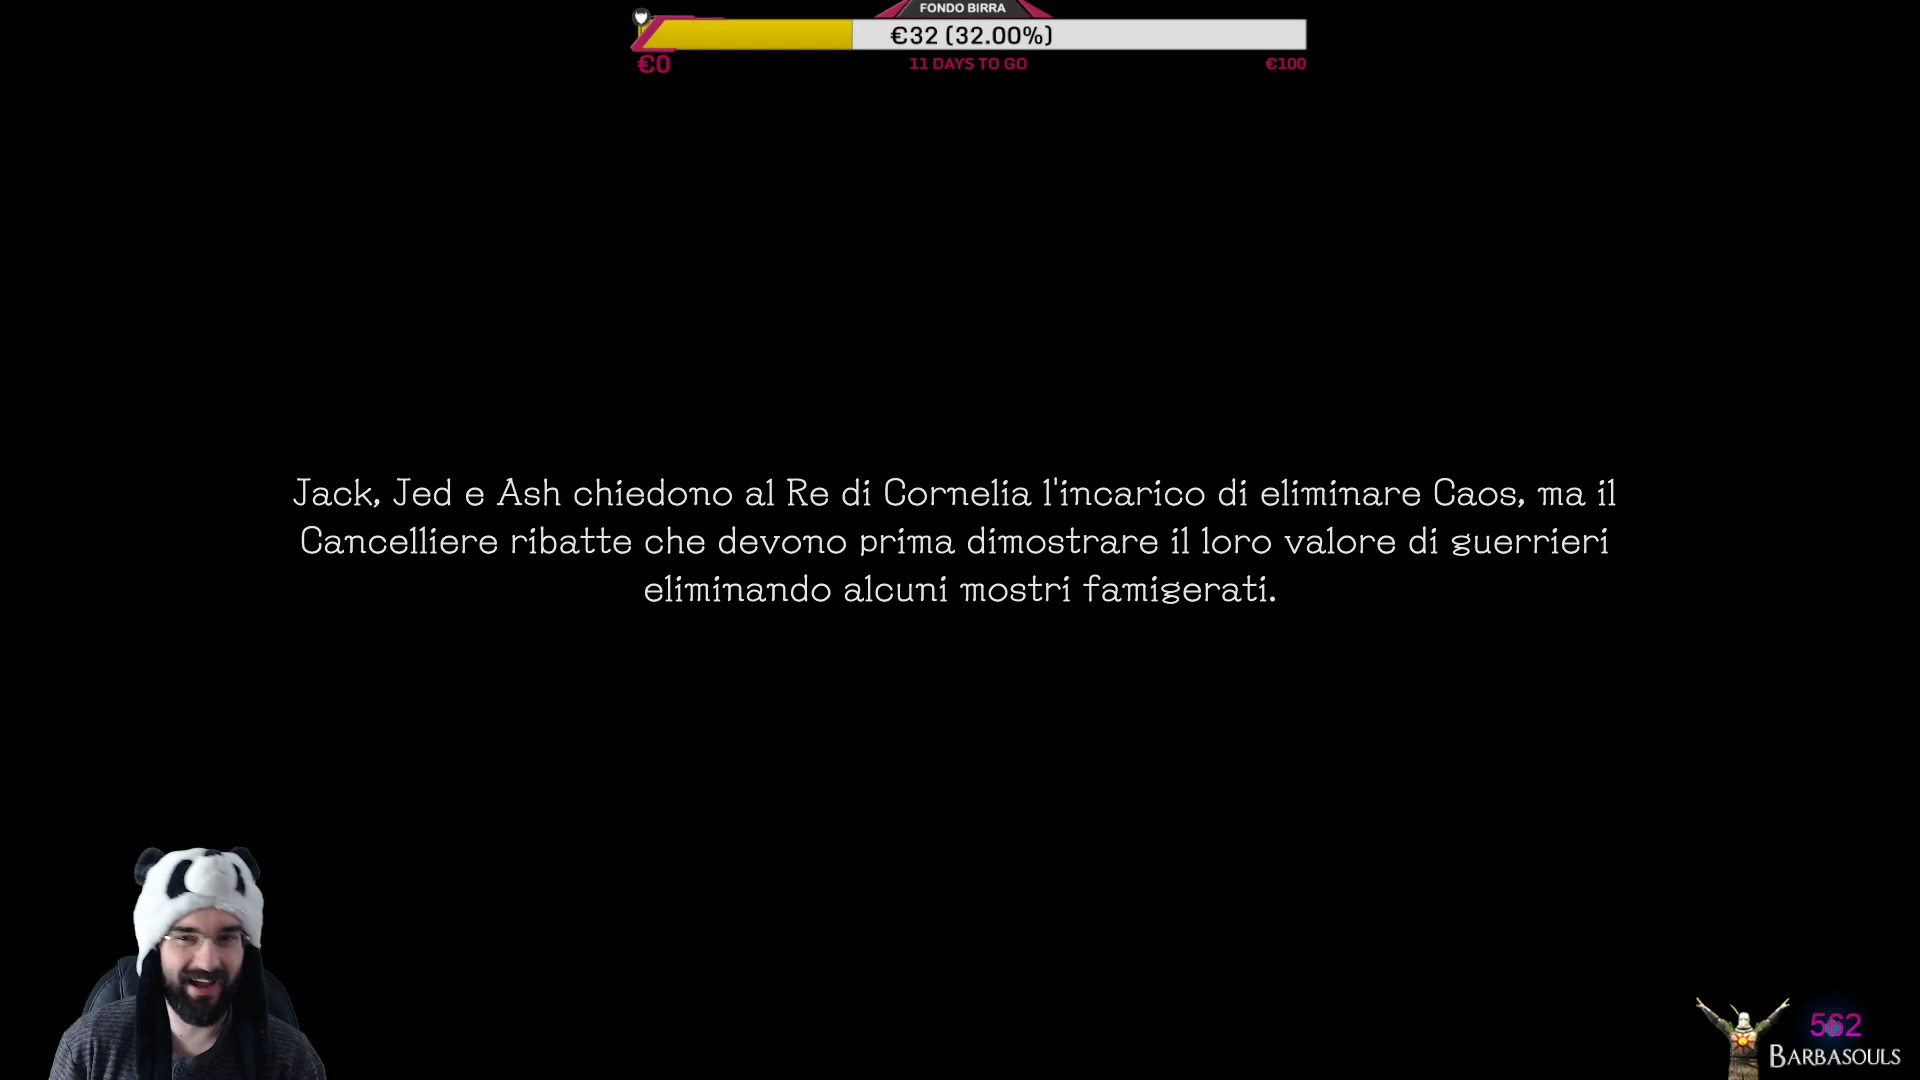 FONDO BIRRA
€32 (32.00%)
€0
11 DAYS TO GO
€100
Jack, Jed e Ash chiedono al Re di Cornelia l'incarico di eliminare Caos, ma il
Cancelliere ribatte che devono prima dimostrare il loro valore di guerrieri
eliminando alcuni mostri famigerati.
562
BARBASOULS